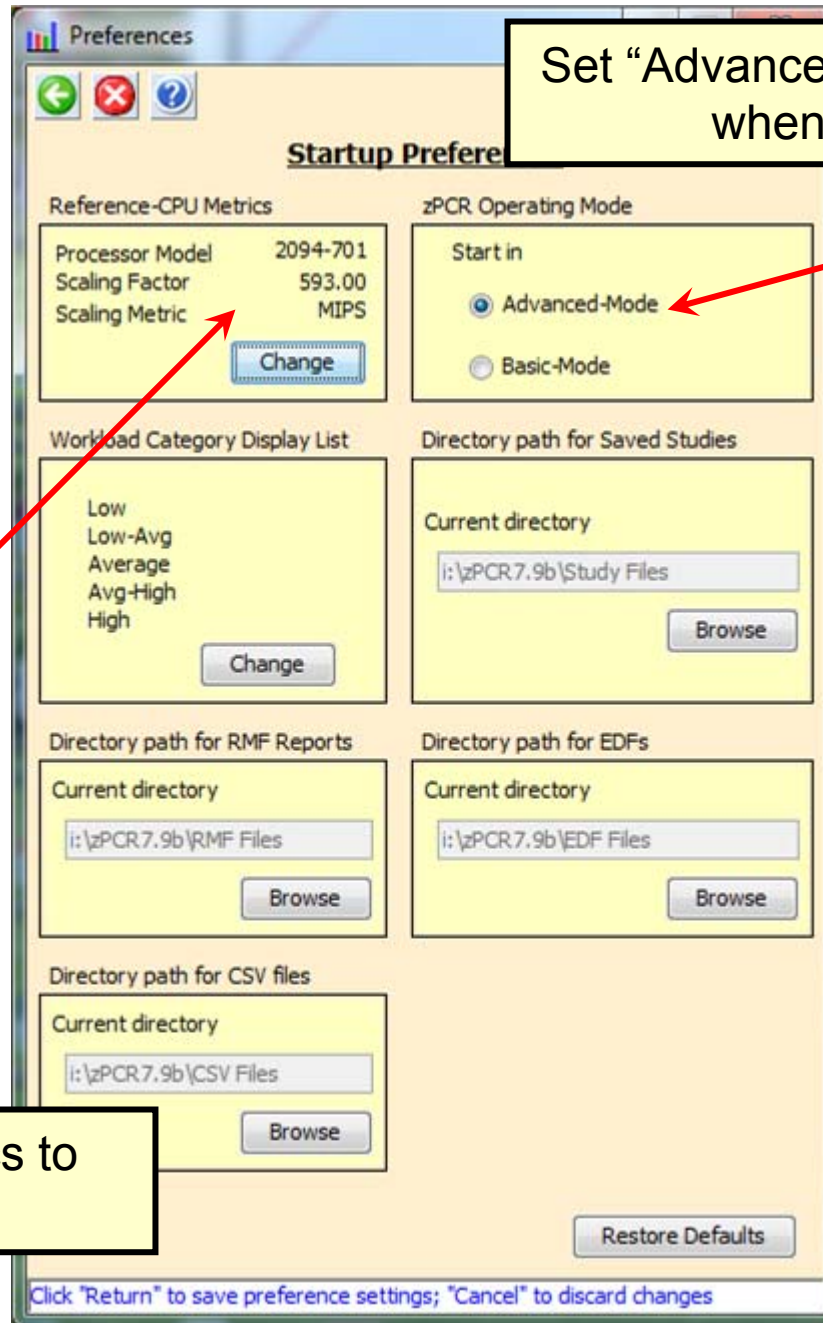 Preferences
Set “Advance
when
Startup Prefere
Reference-CPU Metrics
Processor Model 2094-701
Scaling Factor 593.00
Scaling Metric MIPS
Change
zPCR Operating Mode
Start in
Advanced-Mode
Basic-Mode
Workload Category Display List
Low
Low-Avg
Average
Avg-High
High
Change
Directory path for Saved Studies
Current directory
i:\zPCR7.9b\Study Files
Browse
Directory path for RMF Reports
Current directory
i:\zPCR7.9b\RMF Files
Browse
Directory path for EDFs
Current directory
i:\zPCR7.9b\EDF Files
Browse
Directory path for CSV files
Current directory
i:\zPCR7.9b\CSV Files
Browse
s to
Restore Defaults
Click "Return" to save preference settings; "Cancel" to discard changes